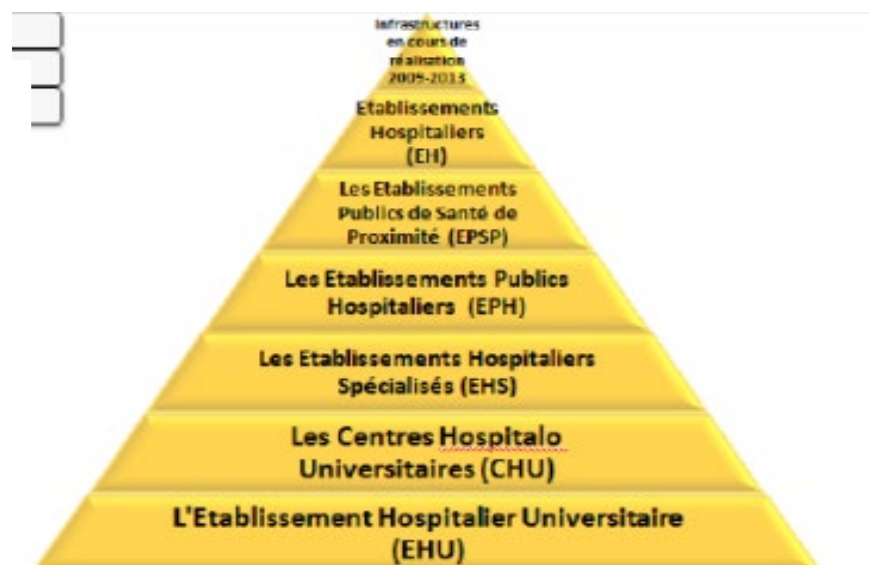 Infrastructures
en cours de
réalisation
2009-2013
Etablissements
Hospitaliers
(EH)
Les Etablissements
Publics de Santé de
Proximité (EPSP)
Les Etablissements Publics
Hospitaliers (EPH)
Les Etablissements Hospitaliers
Spécialisés (EHS)
Les Centres Hospitalo
Universitaires (CHU)
L'Etablissement Hospitalier Universitaire
(EHU)